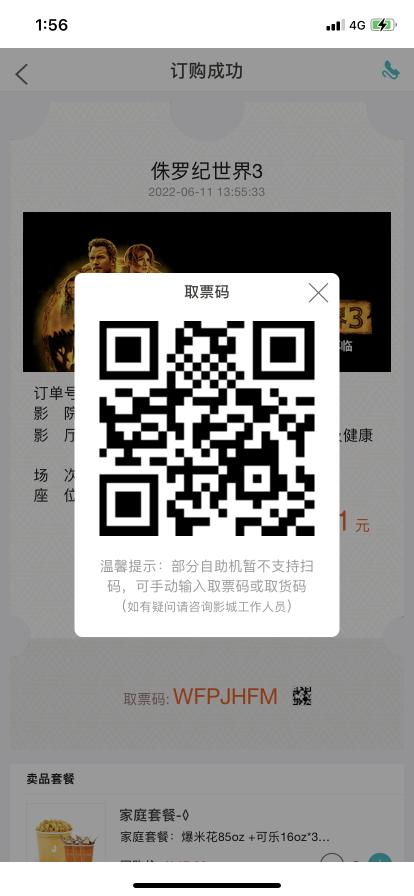 1:56
4G
订购成功
侏罗纪世界3
2022-06-11 13:55:33
取票码
界3
临
订单号
影 院
影 厅
健康
场 次
座 位
1 元
温馨提示：部分自助机暂不支持扫
码，可手动输入取票码或取货码
（如有疑问请咨询影城工作人员）
取票码: WFPJHFM
卖品套餐
家庭套餐-◊
家庭套餐：爆米花85oz +可乐16oz*3...